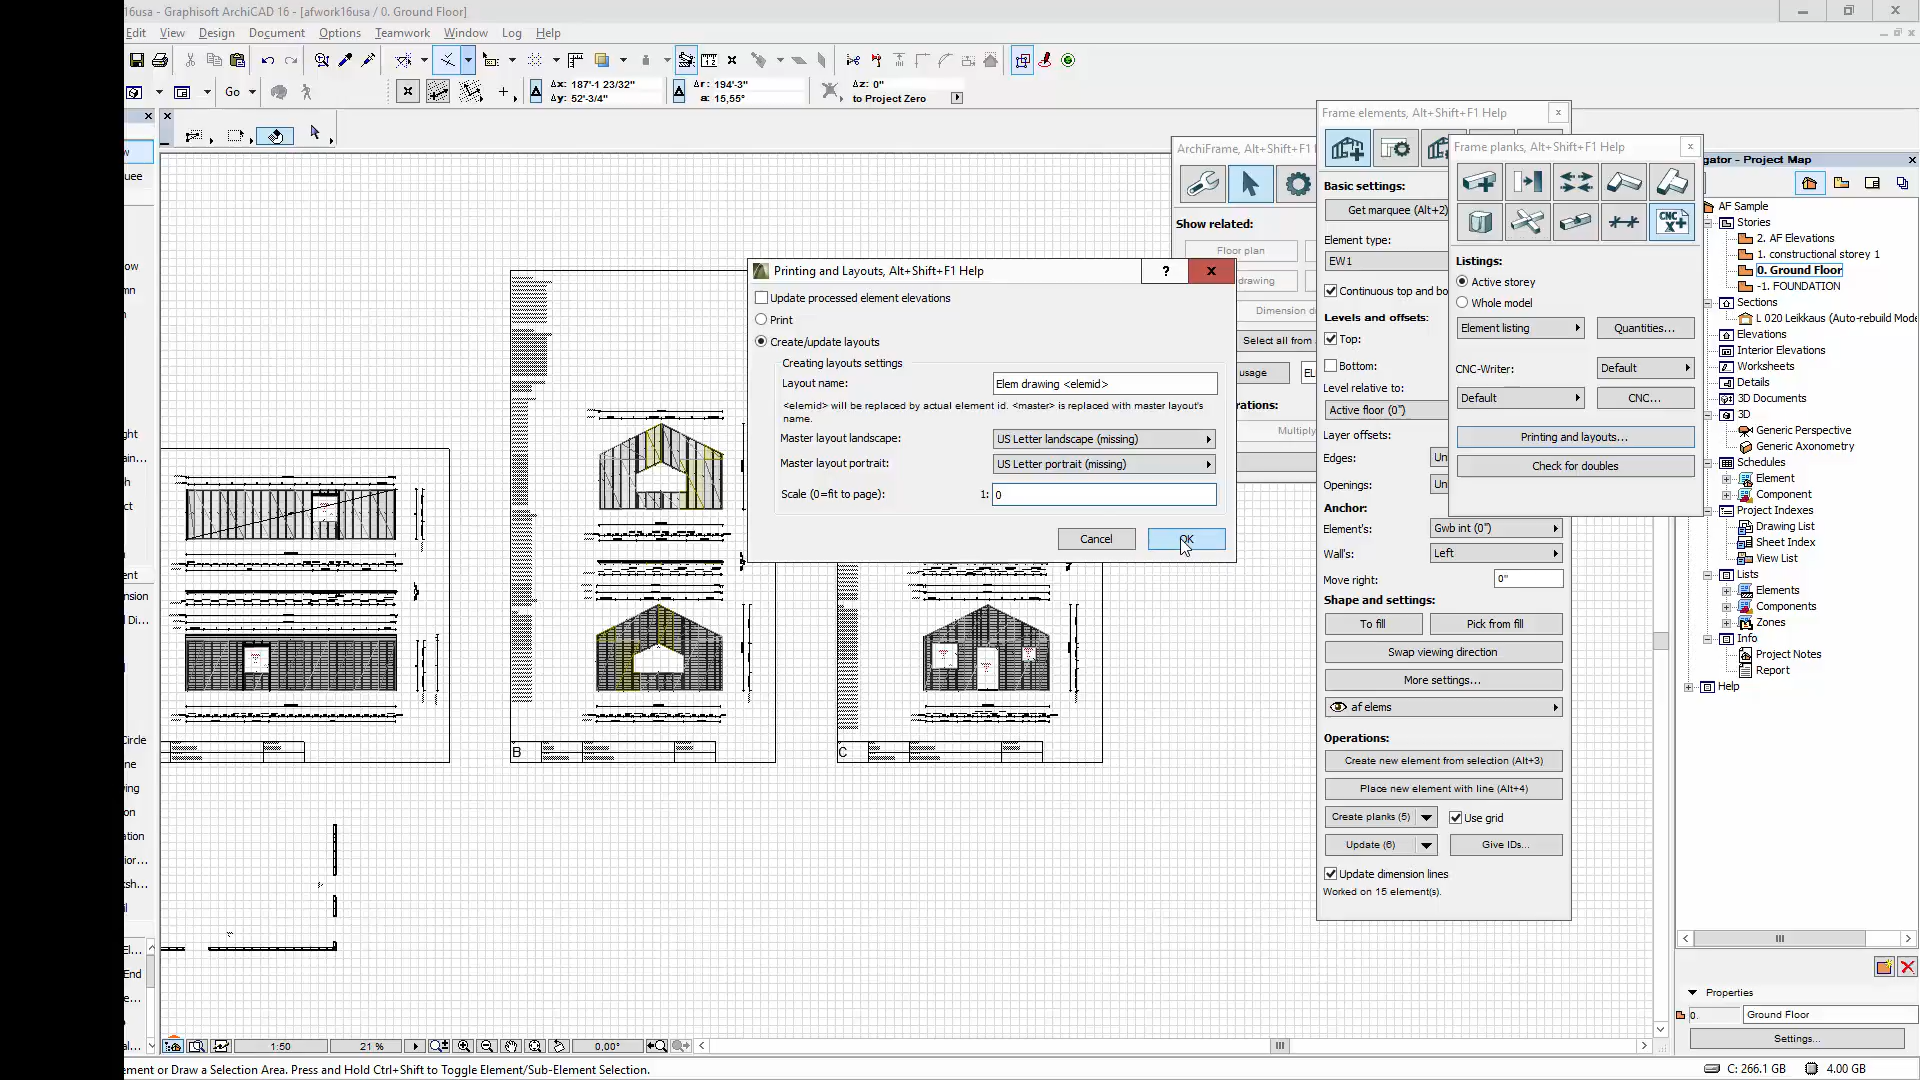 16usa - Graphisoft ArchiCAD 16 - [afwork16usa / 0. Ground Floor]
Edit View Design Document Options Teamwork Window Log Help
Go
Δx: 187'-1 23/32"
Δy: 52'-3/4"
Δr: 194'-3"
a: 15,55°
Δz: 0"
to Project Zero
ArchiFrame, Alt+Shift+F1
Show related:
Floor plan
drawing
Select all from
usage
Frame elements, Alt+Shift+F1 Help
Basic settings:
Get marquee (Alt+2)
Element type:
EW1
Continuous top and bo
Levels and offsets:
Top:
Bottom:
Level relative to:
Active floor (0")
Layer offsets:
Edges:
Un
Openings:
Un
Anchor:
Element's:
Gwb int (0")
Wall's:
Left
Move right:
0"
Shape and settings:
To fill
Pick from fill
Swap viewing direction
More settings...
af elems
Operations:
Create new element from selection (Alt+3)
Place new element with line (Alt+4)
Create planks (5)
Use grid
Update (6)
Give IDs...
Update dimension lines
Worked on 15 element(s).
Frame planks, Alt+Shift+F1 Help
CNC
X+
Listings:
Active storey
Whole model
Element listing
Quantities...
CNC-Writer:
Default
Default
CNC...
Printing and layouts...
Check for doubles
Printing and Layouts, Alt+Shift+F1 Help
?
Update processed element elevations
Print
Create/update layouts
Creating layouts settings
Layout name:
Elem drawing <elemid>
<elemid> will be replaced by actual element id. <master> is replaced with master layout's
name.
Master layout landscape:
US Letter landscape (missing)
Master layout portrait:
US Letter portrait (missing)
Scale (0=fit to page):
1:
0
Cancel
OK
B
C
gator - Project Map
AF Sample
Stories
2. AF Elevations
1. constructional storey 1
0. Ground Floor
-1. FOUNDATION
Sections
L 020 Leikkaus (Auto-rebuild Mode
Elevations
Interior Elevations
Worksheets
Details
3D Documents
3D
Generic Perspective
Generic Axonometry
Schedules
Element
Component
Project Indexes
Drawing List
Sheet Index
View List
Lists
Elements
Components
Zones
Info
Project Notes
Report
Help
Properties
0.
Ground Floor
Settings...
1:50
21 %
0,00°
ement or Draw a Selection Area. Press and Hold Ctrl+Shift to Toggle Element/Sub-Element Selection.
C: 266.1 GB
4.00 GB